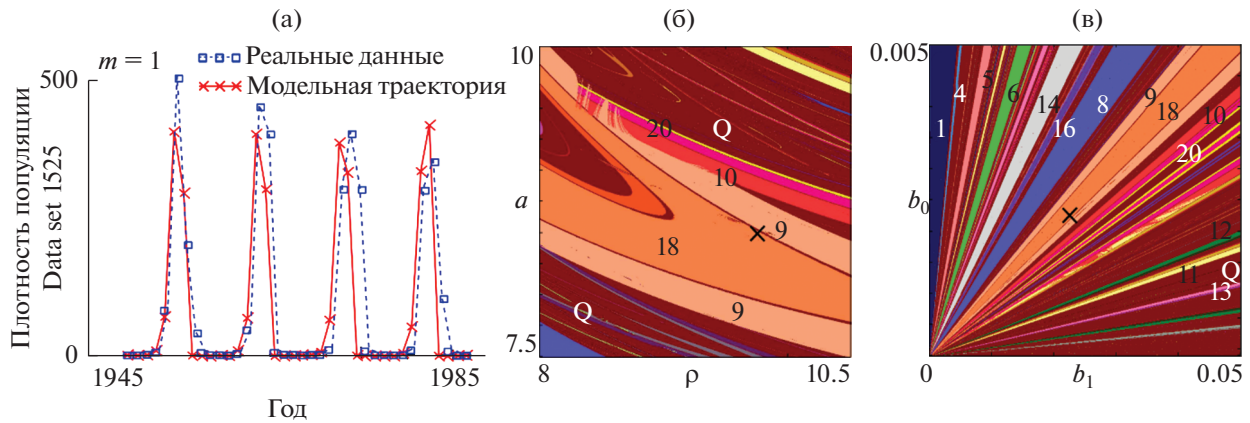 (а)
m = 1
Реальные данные
Модельная траектория
500
0
Плотность популяции
Data set 1525
1945
1985
Год
(б)
10
a
7.5
8
ρ
10.5
20
Q
10
9
18
9
Q
(в)
0.005
b0
0
b1
0.05
1
4
5
6
14
16
8
9
18
10
20
12
11
Q
13